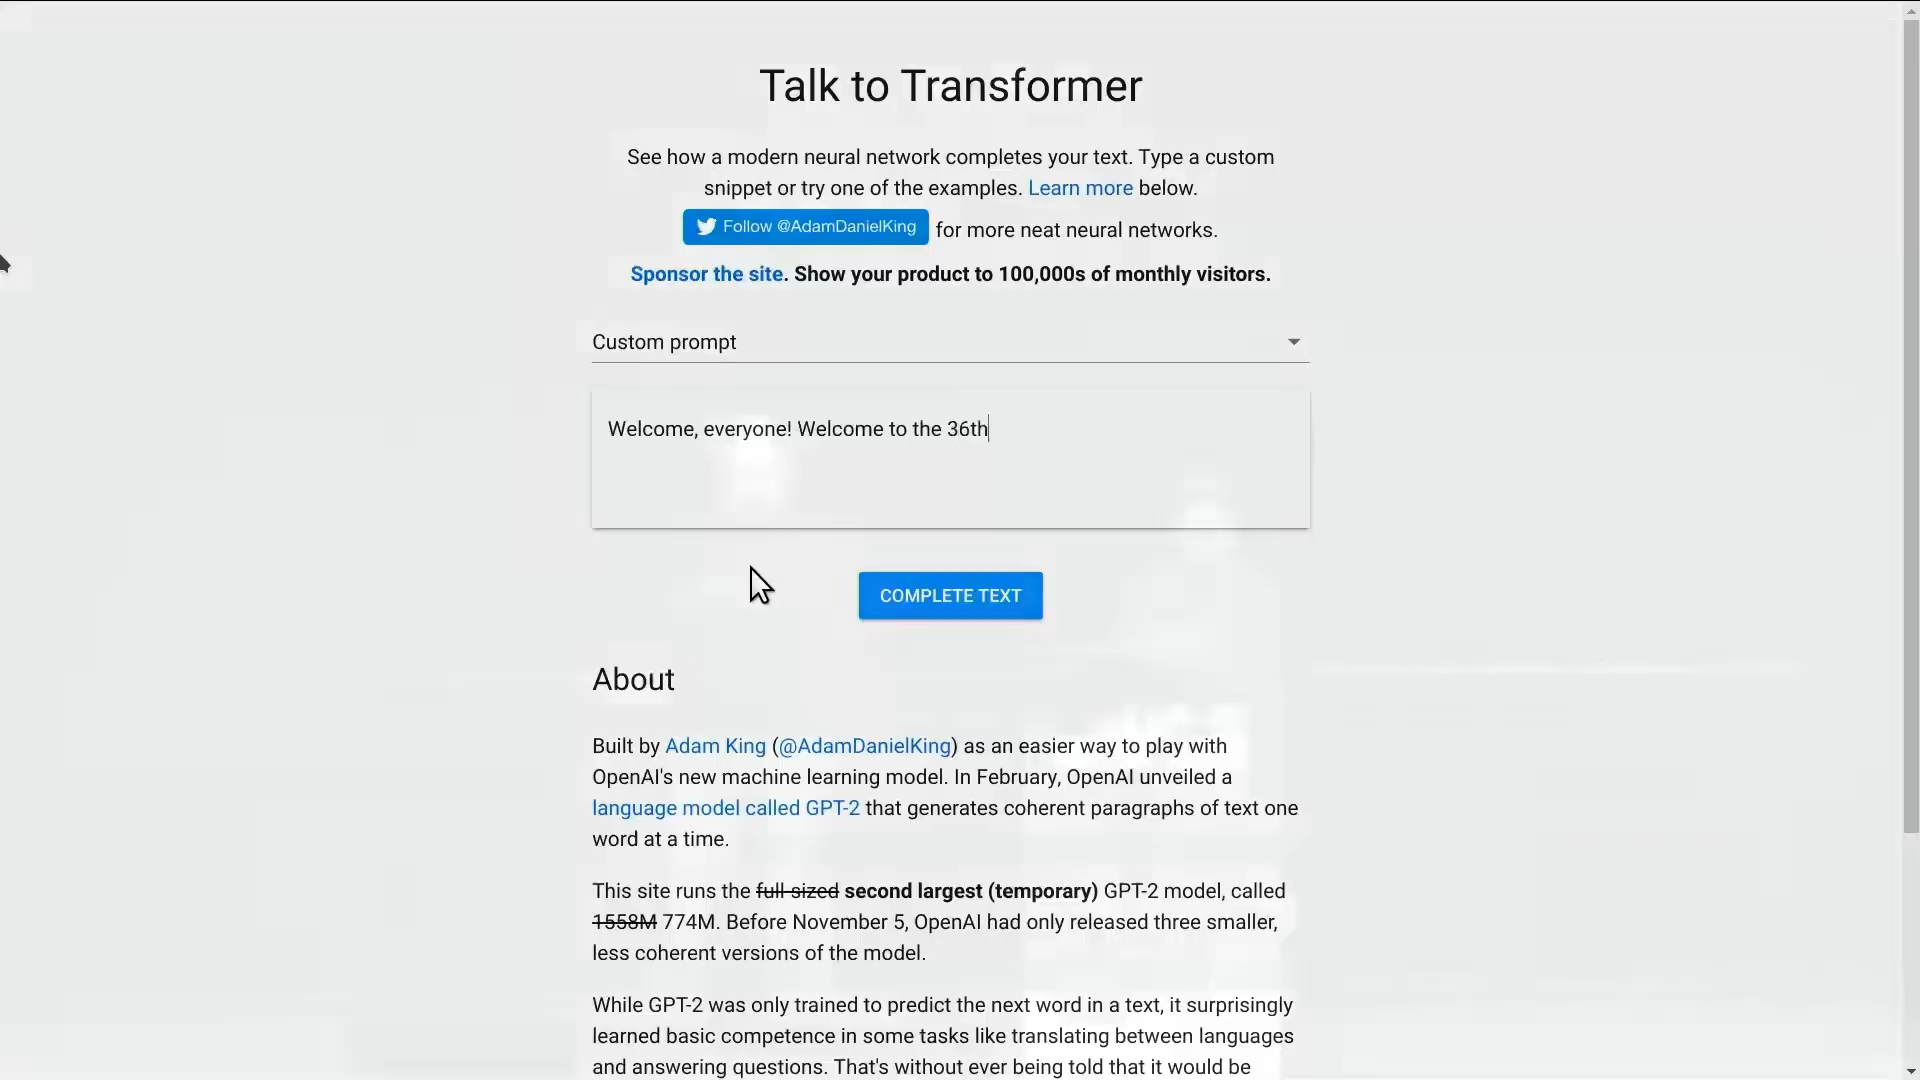 Talk to Transformer
See how a modern neural network completes your text. Type a custom
snippet or try one of the examples. Learn more below.
Follow @AdamDanielKing for more neat neural networks.
Sponsor the site. Show your product to 100,000s of monthly visitors.
Custom prompt
Welcome, everyone! Welcome to the 36th
COMPLETE TEXT
About
Built by Adam King (@AdamDanielKing) as an easier way to play with
OpenAI's new machine learning model. In February, OpenAI unveiled a
language model called GPT-2 that generates coherent paragraphs of text one
word at a time.
This site runs the full sized second largest (temporary) GPT-2 model, called
1558M 774M. Before November 5, OpenAI had only released three smaller,
less coherent versions of the model.
While GPT-2 was only trained to predict the next word in a text, it surprisingly
learned basic competence in some tasks like translating between languages
and answering questions. That's without ever being told that it would be